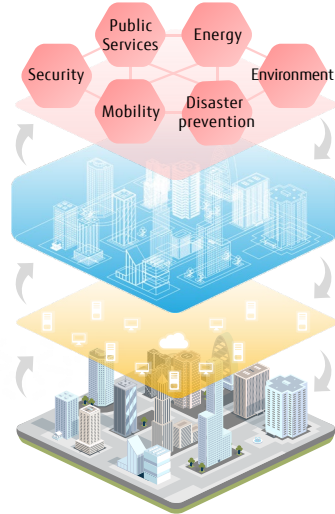 Public
Services
Energy
Security
Environment
Mobility
Disaster
prevention